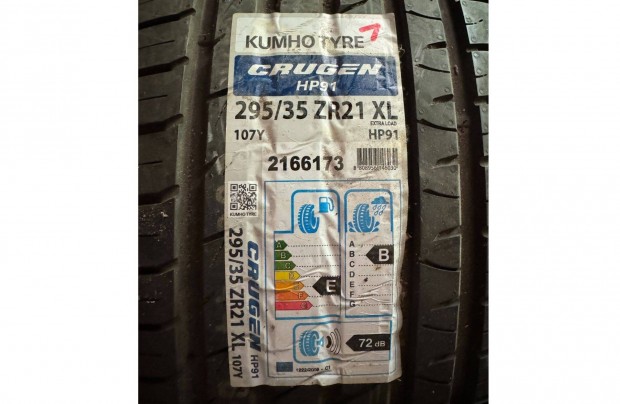 KUMHO TYRE
CRUGEN
HP91
295/35 ZR21 XL
EXTRA LOAD
107Y
HP91
2166173
KUMHO TYRE
A
B
C
D
E
F
G
B
E
72 dB
CRUGEN HP91
295/35 ZR21 XL 107Y